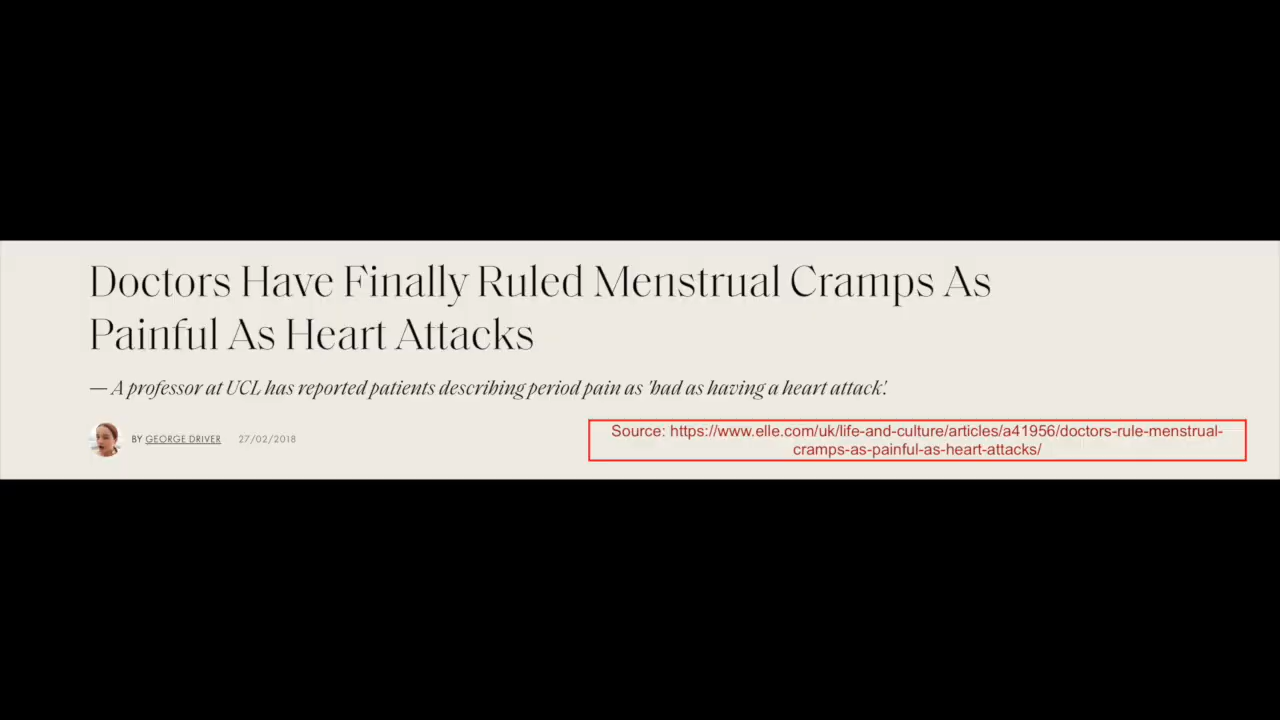 Doctors Have Finally Ruled Menstrual Cramps As
Painful As Heart Attacks
— A professor at UCL has reported patients describing period pain as 'bad as having a heart attack'.
BY GEORGE DRIVER 27/02/2018
Source: https://www.elle.com/uk/life-and-culture/articles/a41956/doctors-rule-menstrual-
cramps-as-painful-as-heart-attacks/